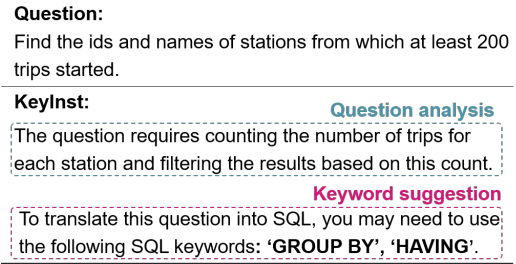 Question:
Find the ids and names of stations from which at least 200
trips started.
KeyInst:
Question analysis
The question requires counting the number of trips for
each station and filtering the results based on this count.
Keyword suggestion
To translate this question into SQL, you may need to use
the following SQL keywords: ‘GROUP BY’, ‘HAVING’.